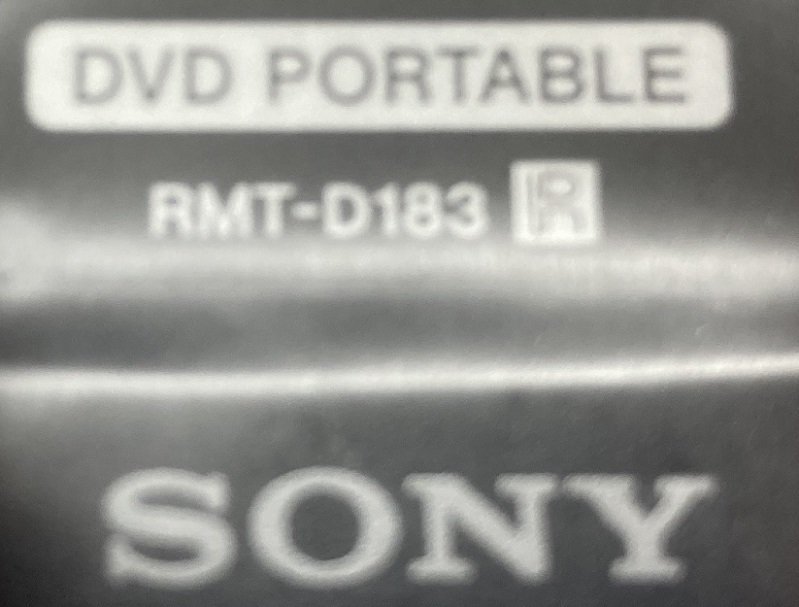 DVD PORTABLE
RMT-D183 R
SONY